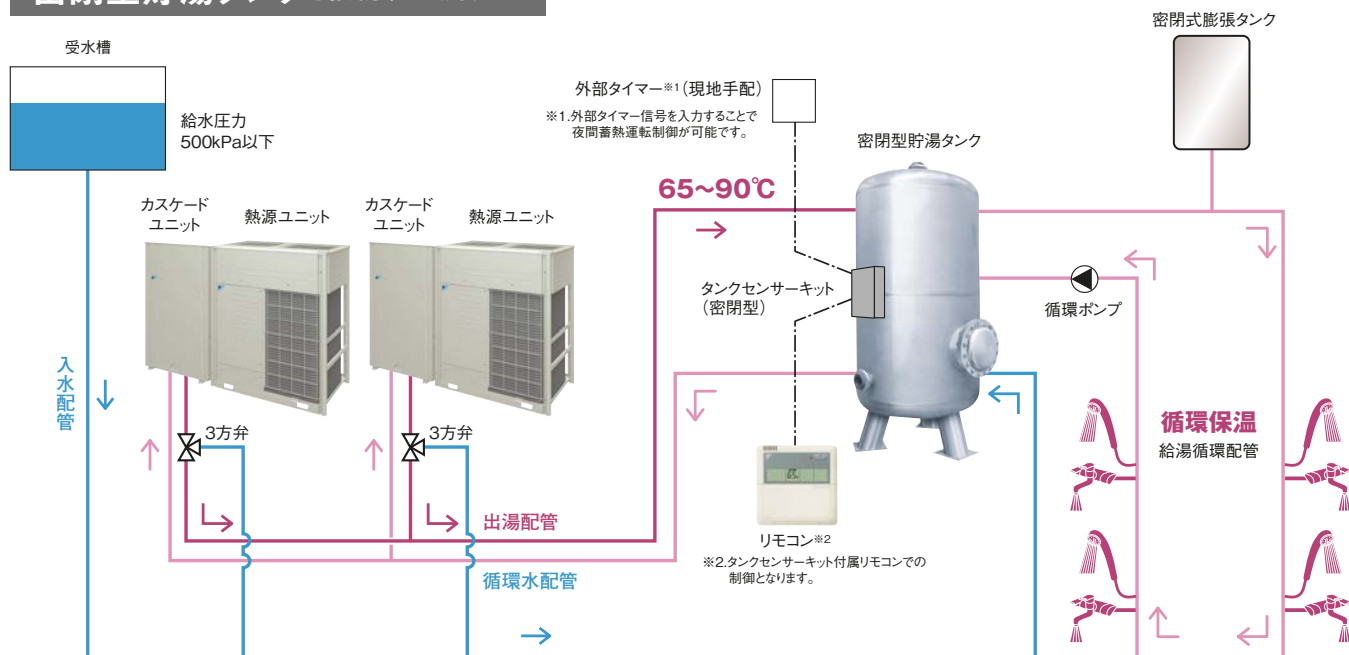 密閉型貯湯タンク
受水槽
給水圧力
500kPa以下
密閉式膨張タンク
外部タイマー※1(現地手配)
※1.外部タイマー信号を入力することで
夜間蓄熱運転制御が可能です。
密閉型貯湯タンク
65〜90℃
カスケード
ユニット
熱源ユニット
カスケード
ユニット
熱源ユニット
タンクセンサーキット
(密閉型)
循環ポンプ
入水配管
3方弁
3方弁
循環保温
給湯循環配管
65
出湯配管
リモコン※2
※2.タンクセンサーキット付属リモコンでの
制御となります。
循環水配管